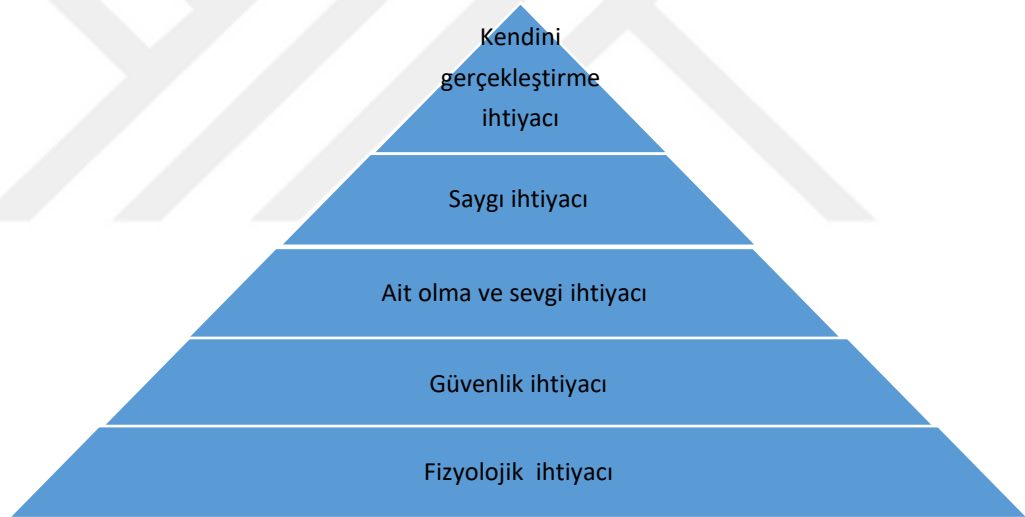 Kendini
gerçekleştirme
ihtiyacı
Saygı ihtiyacı
Ait olma ve sevgi ihtiyacı
Güvenlik ihtiyacı
Fizyolojik  ihtiyacı